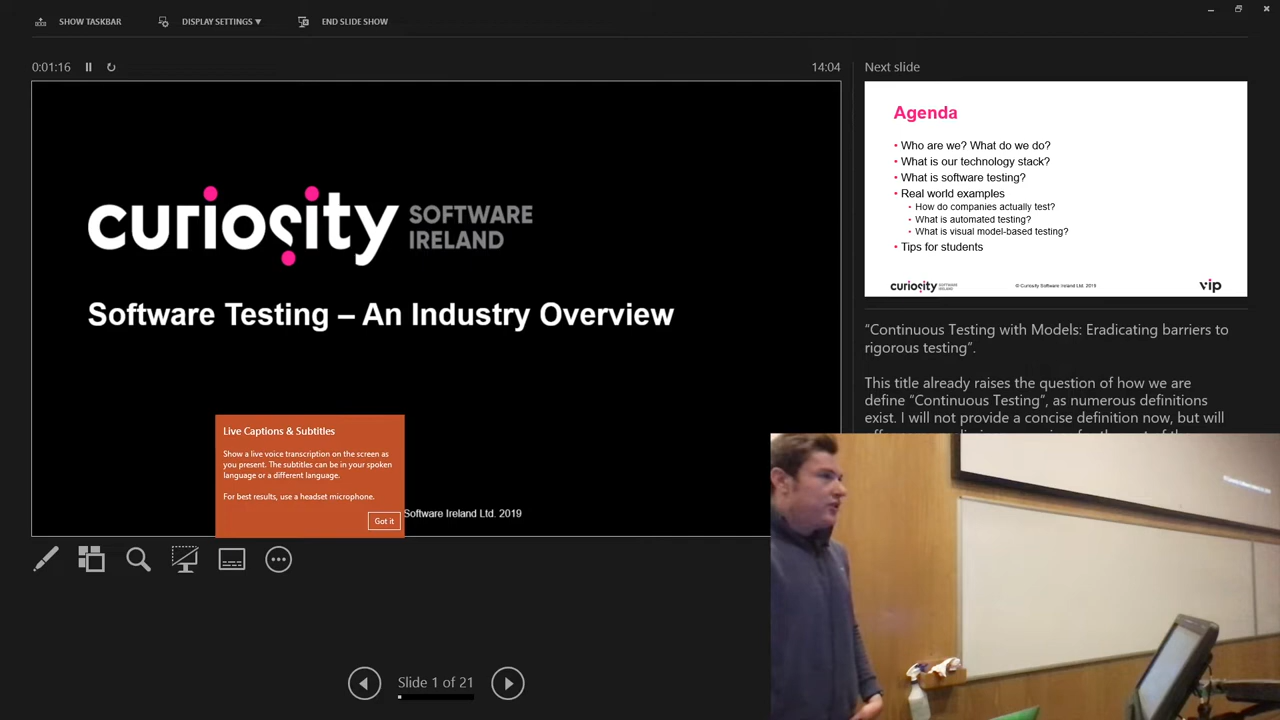 SHOW TASKBAR
DISPLAY SETTINGS ▼
END SLIDE SHOW
0:01:16
14:04
curiosity
SOFTWARE
IRELAND
Software Testing – An Industry Overview
Live Captions & Subtitles
Show a live voice transcription on the screen as
you present. The subtitles can be in your spoken
language or a different language.
For best results, use a headset microphone.
Got it
Software Ireland Ltd. 2019
Slide 1 of 21
Next slide
Agenda
• Who are we? What do we do?
• What is our technology stack?
• What is software testing?
• Real world examples
• How do companies actually test?
• What is automated testing?
• What is visual model-based testing?
• Tips for students
curiosity SOFTWARE IRELAND
© Curiosity Software Ireland Ltd. 2019
vip
“Continuous Testing with Models: Eradicating barriers to
rigorous testing”.
This title already raises the question of how we are
define “Continuous Testing”, as numerous definitions
exist. I will not provide a concise definition now, but will